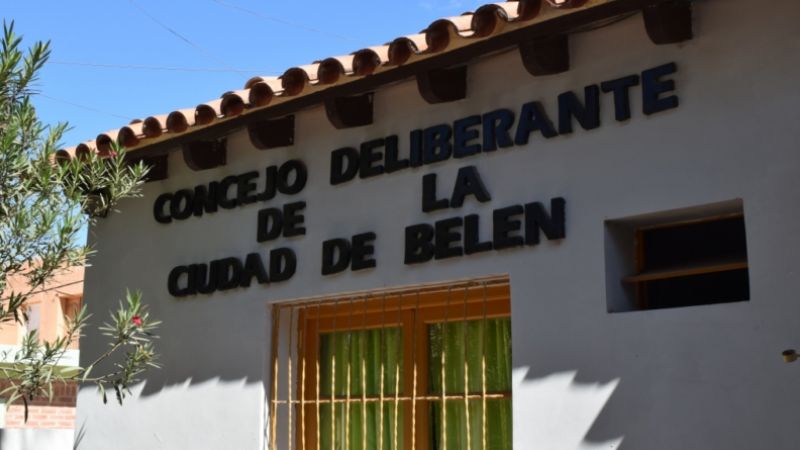 CONCEJO DELIBERANTE
DE LA
CIUDAD DE BELEN